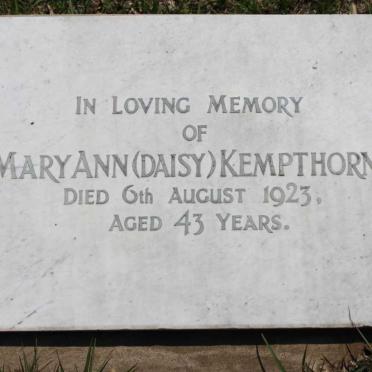 IN LOVING MEMORY
OF
MARY ANN (DAISY) KEMPTHORN
DIED 6th AUGUST 1923,
AGED 43 YEARS.